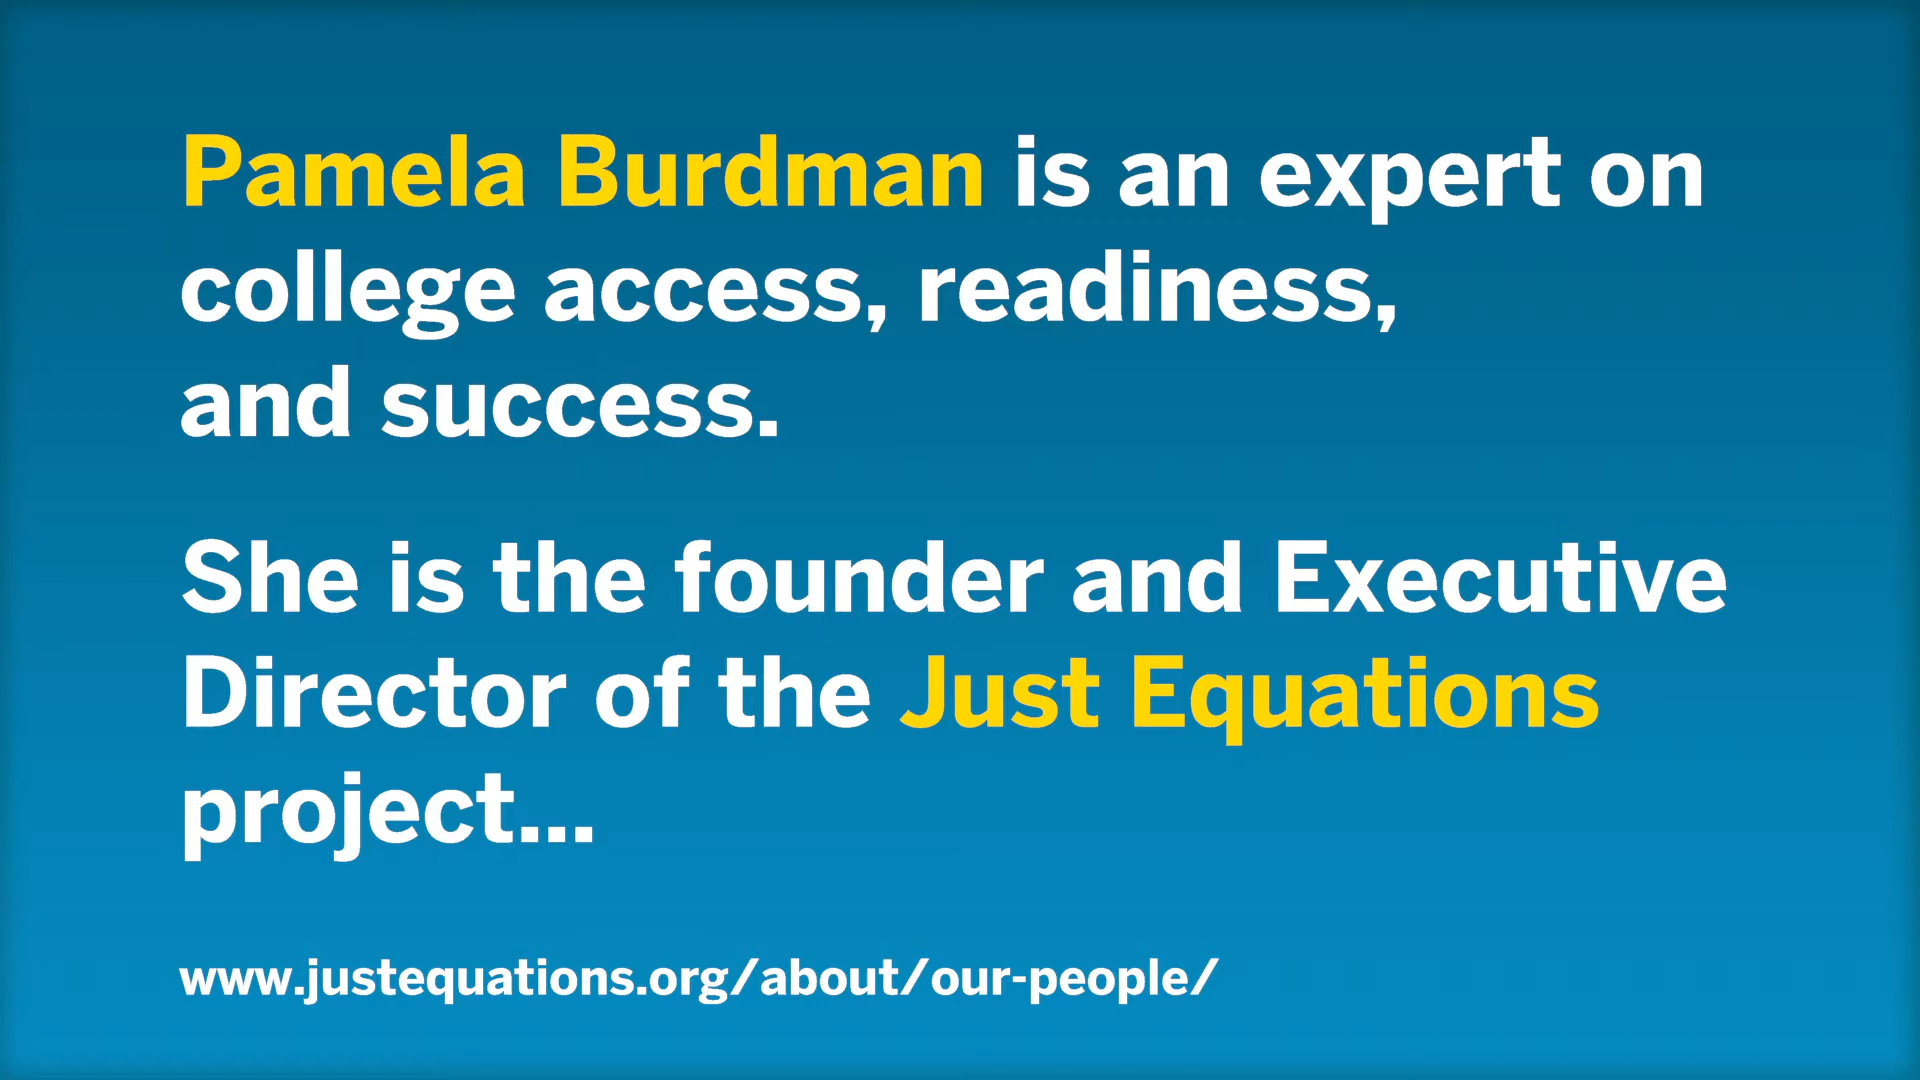 Pamela Burdman is an expert on
college access, readiness,
and success.
She is the founder and Executive
Director of the Just Equations
project...
www.justequations.org/about/our-people/